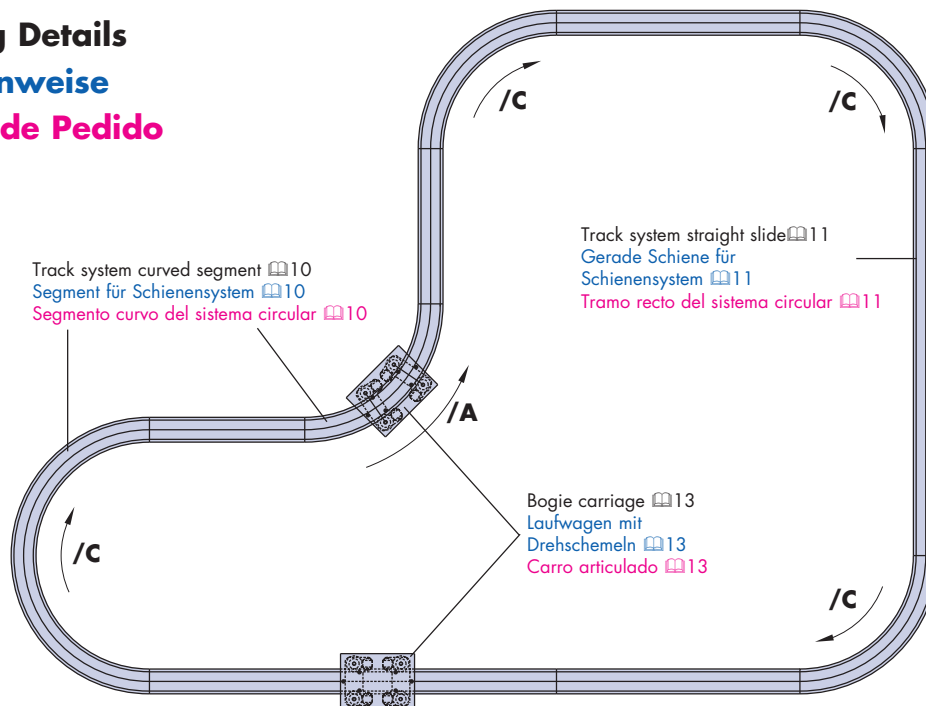 g Details
nweise
de Pedido
/C
/C
Track system straight slide 11
Gerade Schiene für
Schienensystem 11
Tramo recto del sistema circular 11
Track system curved segment 10
Segment für Schienensystem 10
Segmento curvo del sistema circular 10
/A
Bogie carriage 13
Laufwagen mit
Drehschemeln 13
Carro articulado 13
/C
/C